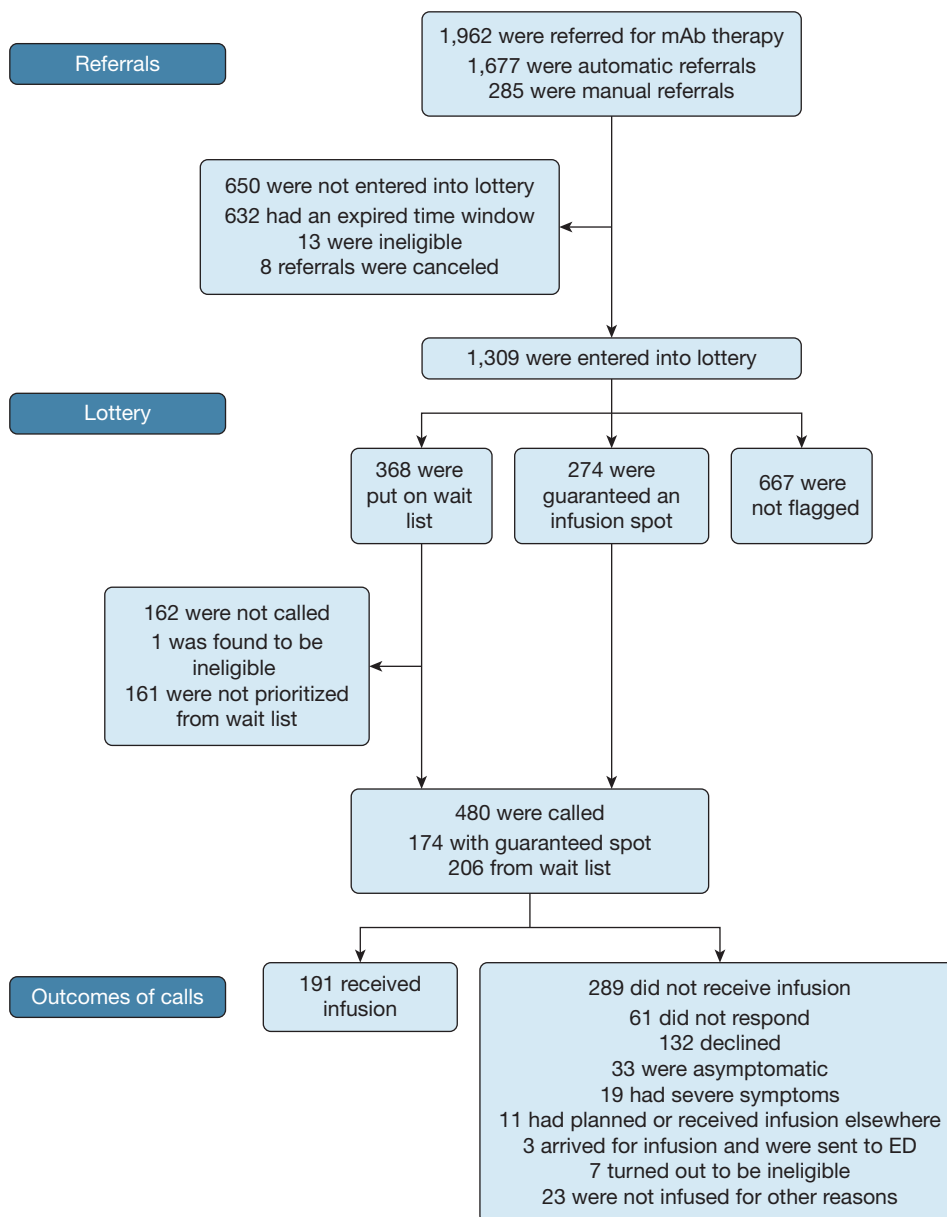 Referrals
1,962 were referred for mAb therapy
1,677 were automatic referrals
285 were manual referrals
650 were not entered into lottery
632 had an expired time window
13 were ineligible
8 referrals were canceled
1,309 were entered into lottery
Lottery
368 were
put on wait
list
274 were
guaranteed an
infusion spot
667 were
not flagged
162 were not called
1 was found to be
ineligible
161 were not prioritized
from wait list
480 were called
174 with guaranteed spot
206 from wait list
Outcomes of calls
191 received
infusion
289 did not receive infusion
61 did not respond
132 declined
33 were asymptomatic
19 had severe symptoms
11 had planned or received infusion elsewhere
3 arrived for infusion and were sent to ED
7 turned out to be ineligible
23 were not infused for other reasons